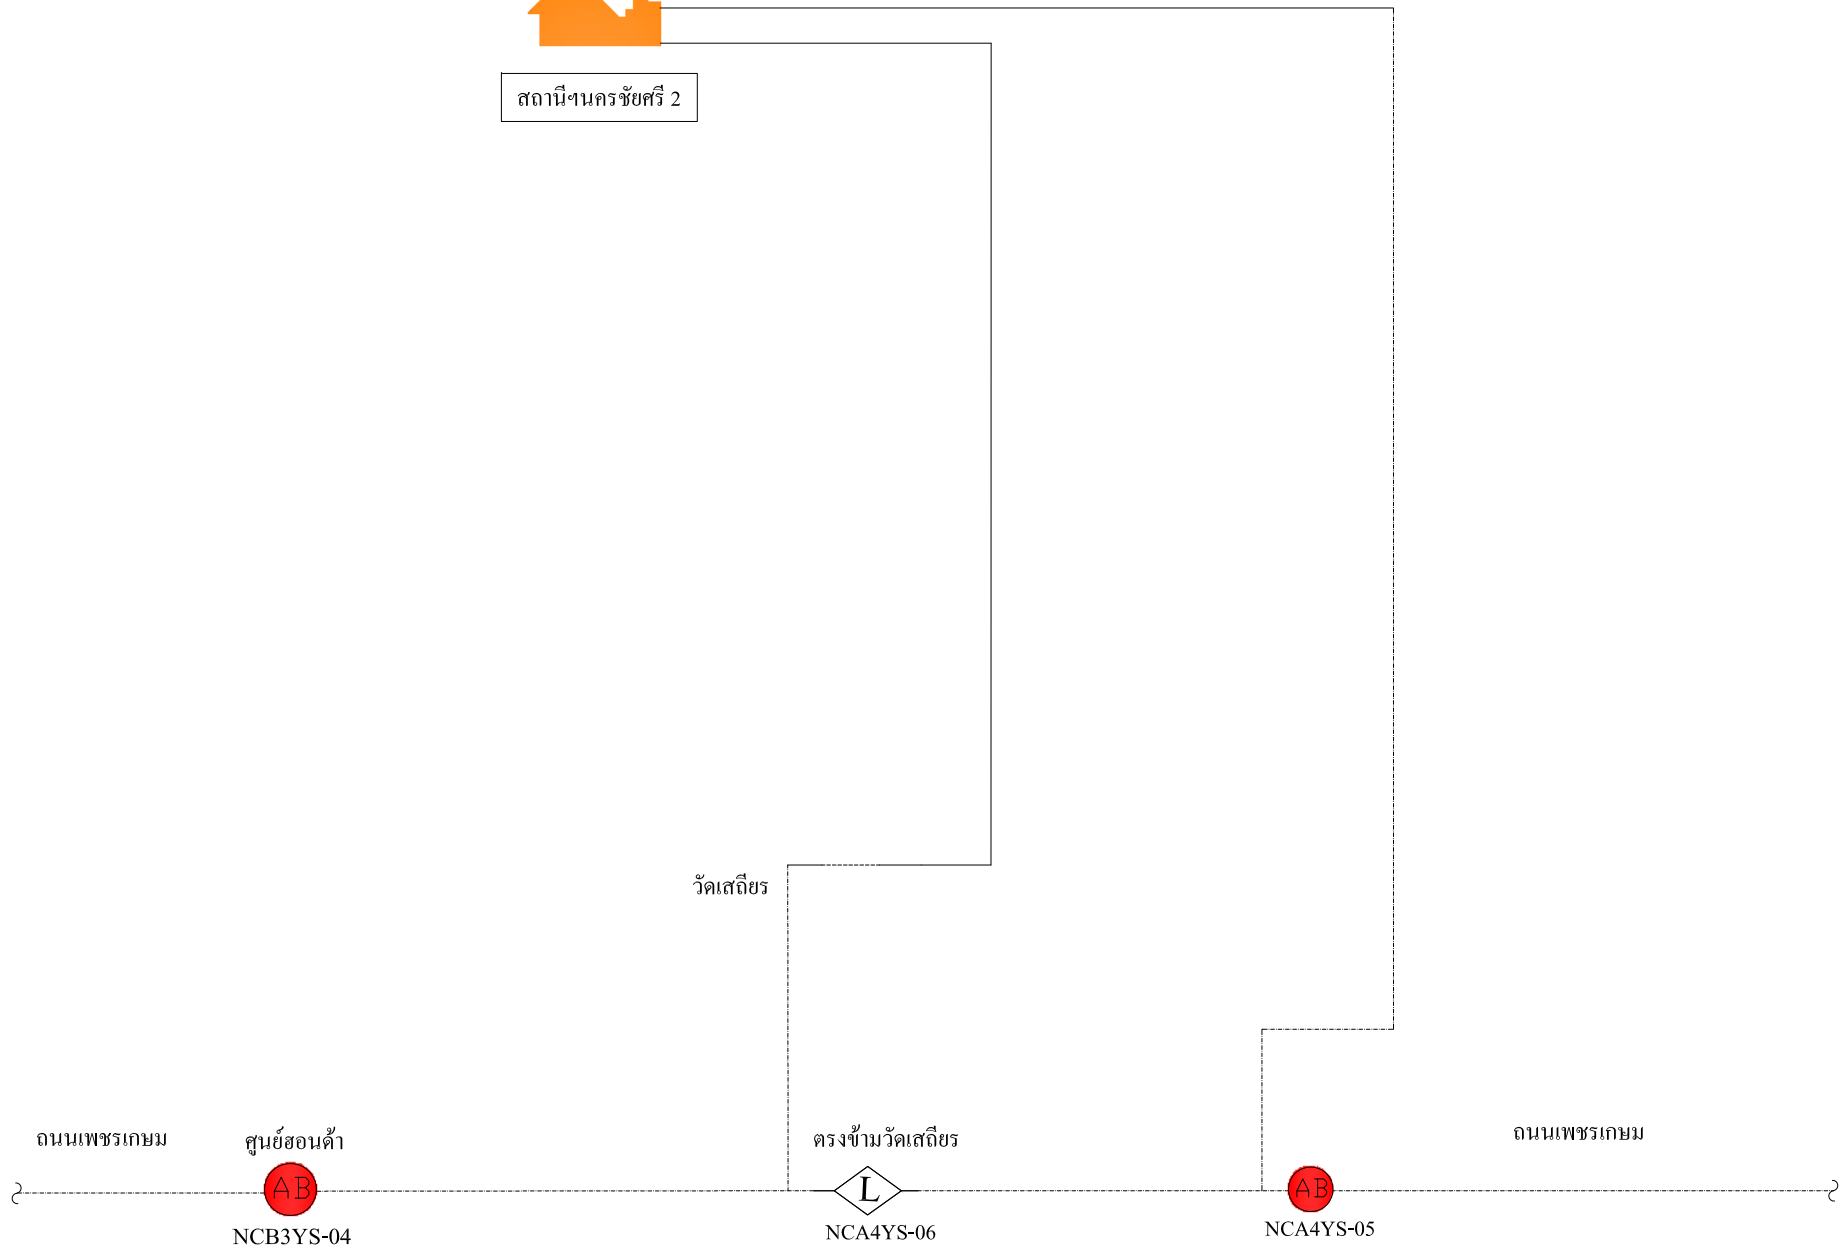 สถานีฯนครชัยศรี 2
วัดเสถียร
ถนนเพชรเกษม
ศูนย์ฮอนด้า
ตรงข้ามวัดเสถียร
ถนนเพชรเกษม
AB
L
AB
NCB3YS-04
NCA4YS-06
NCA4YS-05